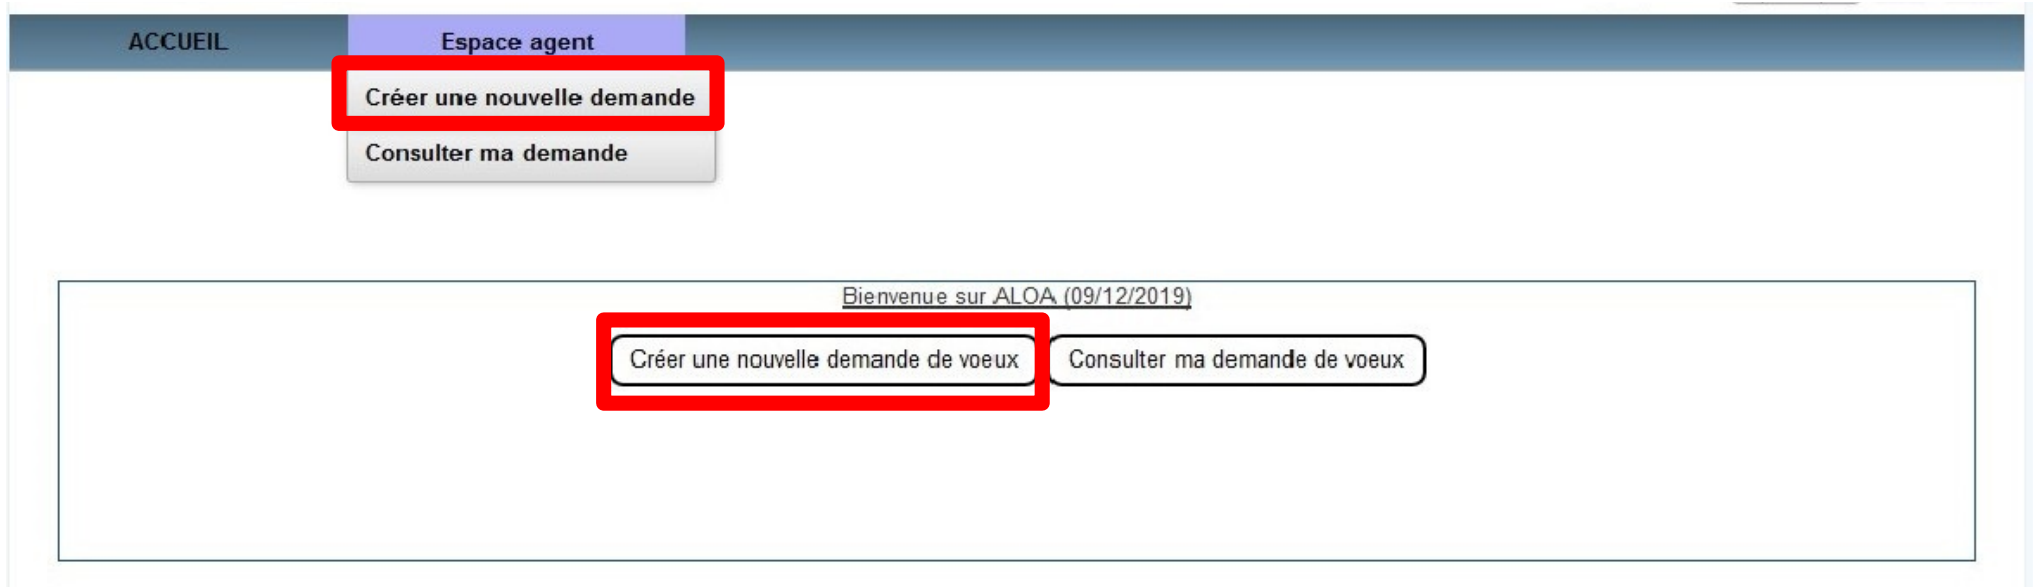 ACCUEIL Espace agent
Créer une nouvelle demande
Consulter ma demande
Bienvenue sur ALOA (09/12/2019)
Créer une nouvelle demande de voeux Consulter ma demande de voeux